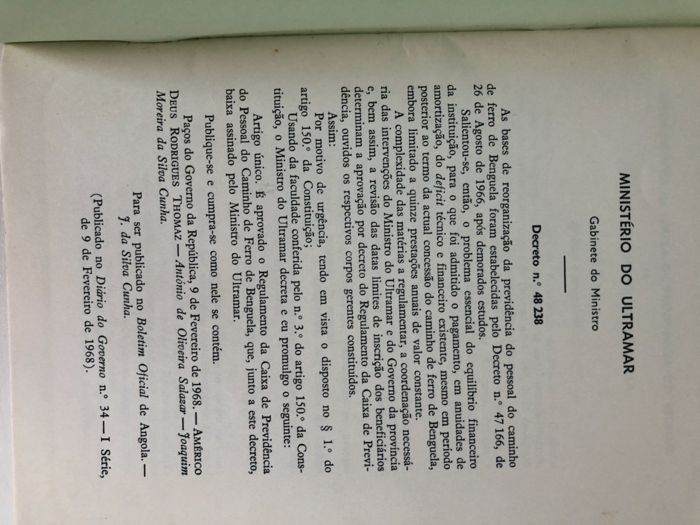 MINISTÉRIO DO ULTRAMAR
Gabinete do Ministro
Decreto n.º 48 238
As bases de reorganização da previdência do pessoal do caminho
de ferro de Benguela foram estabelecidas pelo Decreto n.º 47 166, de
26 de Agosto de 1966, após demorados estudos.
Salientou-se, então, o problema essencial do equilíbrio financeiro
da instituição, para o que foi admitido o pagamento, em anuidades de
amortização, do deficit técnico e financeiro existente, mesmo em período
posterior ao termo da actual concessão do caminho de ferro de Benguela,
embora limitado a quinze prestações anuais de valor constante.
A complexidade das matérias a regulamentar, a coordenação necessá-
ria das intervenções do Ministro do Ultramar e do Governo da província
e, bem assim, a revisão das datas limites de inscrição dos beneficiários
determinam a aprovação por decreto do Regulamento da Caixa de Previ-
dência, ouvidos os respectivos corpos gerentes constituídos.
Assim:
Por motivo de urgência, tendo em vista o disposto no § 1.º do
artigo 150.º da Constituição;
Usando da faculdade conferida pelo n.º 3.º do artigo 150.º da Cons-
tituição, o Ministro do Ultramar decreta e eu promulgo o seguinte:
Artigo único. É aprovado o Regulamento da Caixa de Previdência
do Pessoal do Caminho de Ferro de Benguela, que, junto a este decreto,
baixa assinado pelo Ministro do Ultramar.
Publique-se e cumpra-se como nele se contém.
Paços do Governo da República, 9 de Fevereiro de 1968. — AMÉRICO
DEUS RODRIGUES THOMAZ — António de Oliveira Salazar — Joaquim
Moreira da Silva Cunha.
Para ser publicado no Boletim Oficial de Angola. —
J. da Silva Cunha.
(Publicado no Diário do Governo n.º 34 — I Série,
de 9 de Fevereiro de 1968).